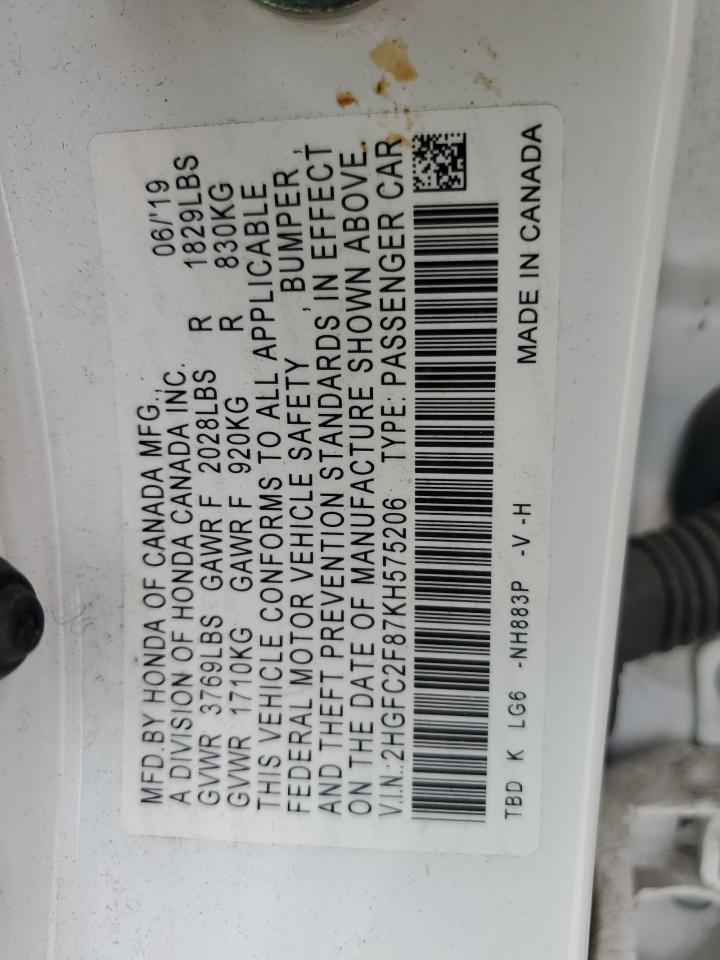 MFD.BY HONDA OF CANADA MFG., 06/'19
A DIVISION OF HONDA CANADA INC.
GVWR 3769LBS GAWR F 2028LBS R 1829LBS
GVWR 1710KG GAWR F 920KG R 830KG
THIS VEHICLE CONFORMS TO ALL APPLICABLE
FEDERAL MOTOR VEHICLE SAFETY , BUMPER ,
AND THEFT PREVENTION STANDARDS IN EFFECT
ON THE DATE OF MANUFACTURE SHOWN ABOVE.
V.I.N.:2HGFC2F87KH575206 TYPE: PASSENGER CAR
TBD K LG6 -NH883P -V -H MADE IN CANADA